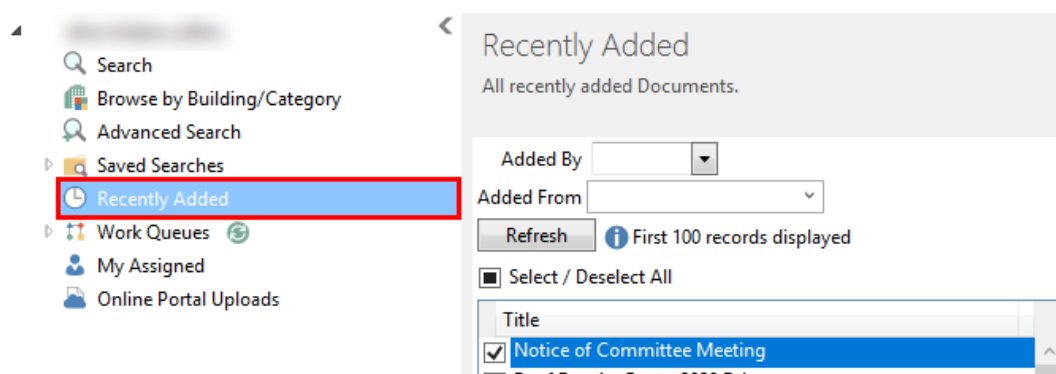 Search
Browse by Building/Category
Advanced Search
Saved Searches
Recently Added
Work Queues
My Assigned
Online Portal Uploads
Recently Added
All recently added Documents.
Added By
Added From
Refresh
First 100 records displayed
Select / Deselect All
Title
Notice of Committee Meeting